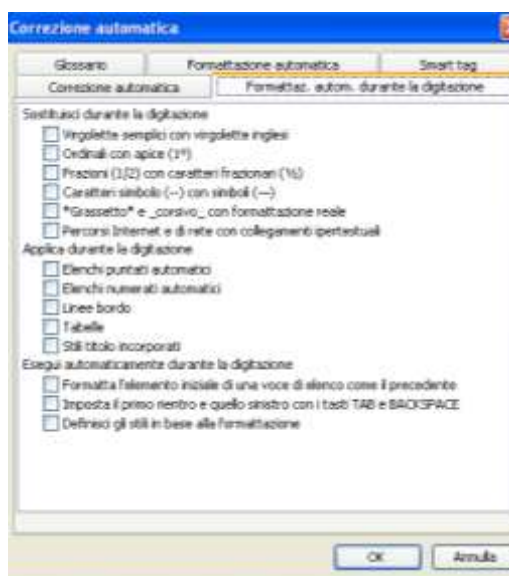 Correzione automatica
Glossario Formattazione automatica Smart tag
Correzione automatica Formattaz. autom. durante la digitazione
Sostituisci durante la digitazione
Virgolette semplici con virgolette inglesi
Ordinali con apice (1º)
Frazioni (1/2) con caratteri frazionari (½)
Caratteri simbolo (--) con simboli (—)
*Grassetto* e _corsivo_ con formattazione reale
Percorsi Internet e di rete con collegamenti ipertestuali
Applica durante la digitazione
Elenchi puntati automatici
Elenchi numerati automatici
Linee bordo
Tabelle
Stili titolo incorporati
Esegui automaticamente durante la digitazione
Formatta l'elemento iniziale di una voce di elenco come il precedente
Imposta il primo rientro e quello sinistro con i tasti TAB e BACKSPACE
Definisci gli stili in base alla formattazione
OK Annulla